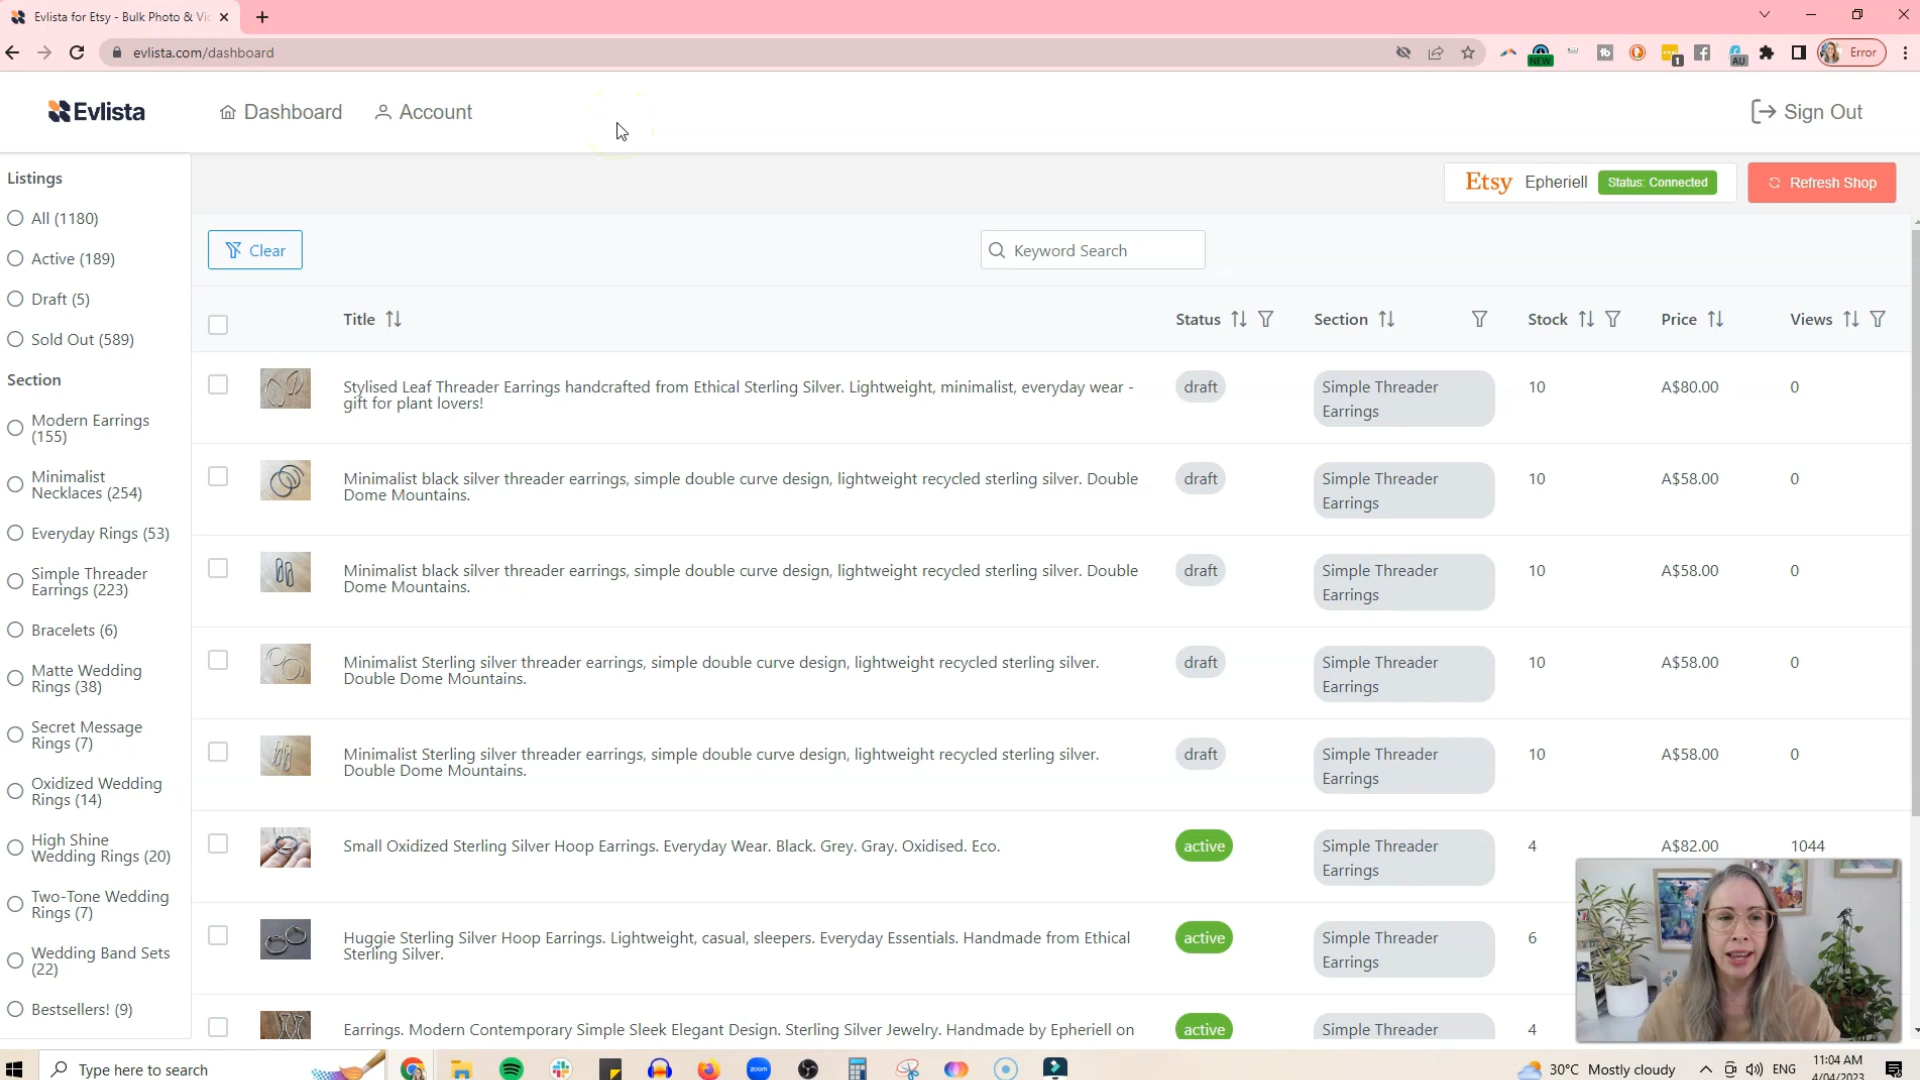 Evlista for Etsy - Bulk Photo & Vi
evlista.com/dashboard
NEW
1
AU
Error
Evlista
Dashboard
Account
Sign Out
Listings
All (1180)
Active (189)
Draft (5)
Sold Out (589)
Section
Modern Earrings
(155)
Minimalist
Necklaces (254)
Everyday Rings (53)
Simple Threader
Earrings (223)
Bracelets (6)
Matte Wedding
Rings (38)
Secret Message
Rings (7)
Oxidized Wedding
Rings (14)
High Shine
Wedding Rings (20)
Two-Tone Wedding
Rings (7)
Wedding Band Sets
(22)
Bestsellers! (9)
Etsy Epheriell Status: Connected
Refresh Shop
Clear
Keyword Search
Title Status Section Stock Price Views
Stylised Leaf Threader Earrings handcrafted from Ethical Sterling Silver. Lightweight, minimalist, everyday wear -
gift for plant lovers!
draft
Simple Threader
Earrings
10
A$80.00
0
Minimalist black silver threader earrings, simple double curve design, lightweight recycled sterling silver. Double
Dome Mountains.
draft
Simple Threader
Earrings
10
A$58.00
0
Minimalist black silver threader earrings, simple double curve design, lightweight recycled sterling silver. Double
Dome Mountains.
draft
Simple Threader
Earrings
10
A$58.00
0
Minimalist Sterling silver threader earrings, simple double curve design, lightweight recycled sterling silver.
Double Dome Mountains.
draft
Simple Threader
Earrings
10
A$58.00
0
Minimalist Sterling silver threader earrings, simple double curve design, lightweight recycled sterling silver.
Double Dome Mountains.
draft
Simple Threader
Earrings
10
A$58.00
0
Small Oxidized Sterling Silver Hoop Earrings. Everyday Wear. Black. Grey. Gray. Oxidised. Eco.
active
Simple Threader
Earrings
4
A$82.00
1044
Huggie Sterling Silver Hoop Earrings. Lightweight, casual, sleepers. Everyday Essentials. Handmade from Ethical
Sterling Silver.
active
Simple Threader
Earrings
6
Earrings. Modern Contemporary Simple Sleek Elegant Design. Sterling Silver Jewelry. Handmade by Epheriell on
active
Simple Threader
4
Type here to search
zoom
30°C Mostly cloudy
ENG
11:04 AM
4/04/2023